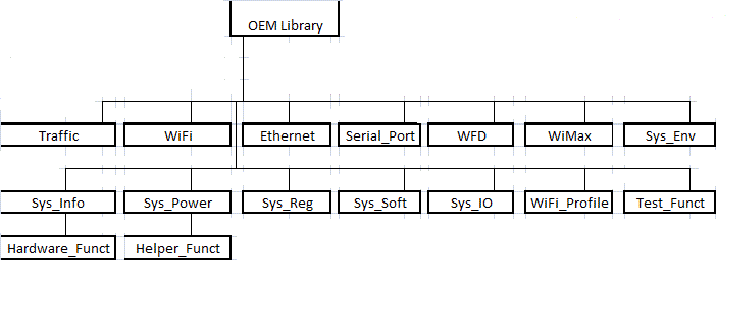 OEM Library
Traffic
WiFi
Ethernet
Serial_Port
WFD
WiMax
Sys_Env
Sys_Info
Sys_Power
Sys_Reg
Sys_Soft
Sys_IO
WiFi_Profile
Test_Funct
Hardware_Funct
Helper_Funct